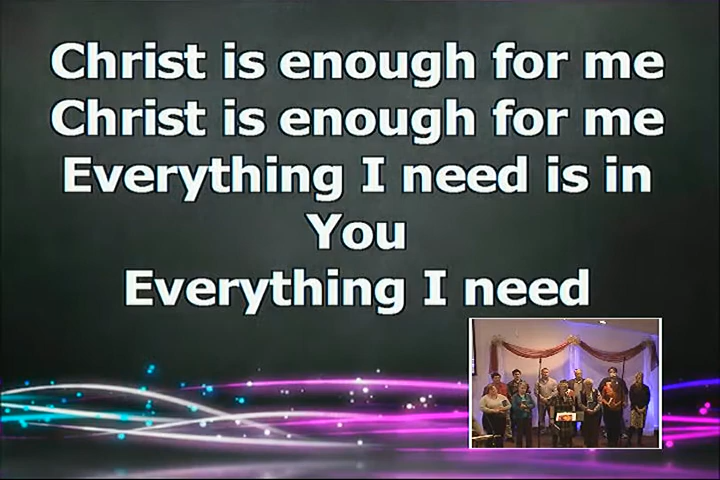 Christ is enough for me
Christ is enough for me
Everything I need is in
You
Everything I need